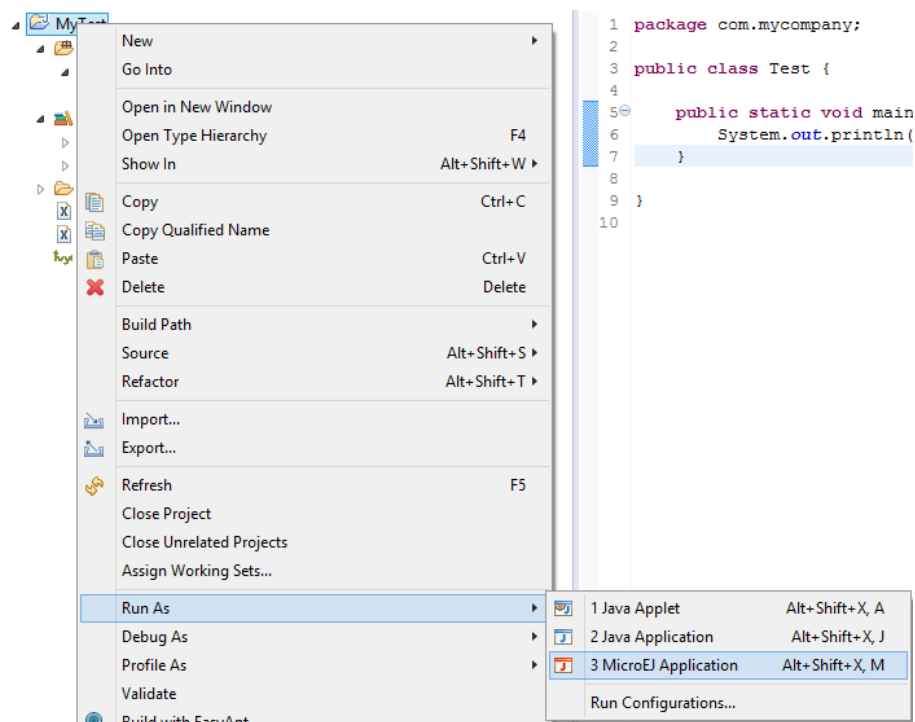 MyTest
New
Go Into
Open in New Window
Open Type Hierarchy F4
Show In Alt+Shift+W
Copy Ctrl+C
Copy Qualified Name
Paste Ctrl+V
Delete Delete
Build Path
Source Alt+Shift+S
Refactor Alt+Shift+T
Import...
Export...
Refresh F5
Close Project
Close Unrelated Projects
Assign Working Sets...
Run As
Debug As
Profile As
Validate
Build with EasyAnt
1 package com.mycompany;
2
3 public class Test {
4
5 public static void main
6 System.out.println(
7 }
8
9 }
10
1 Java Applet Alt+Shift+X, A
2 Java Application Alt+Shift+X, J
3 MicroEJ Application Alt+Shift+X, M
Run Configurations...